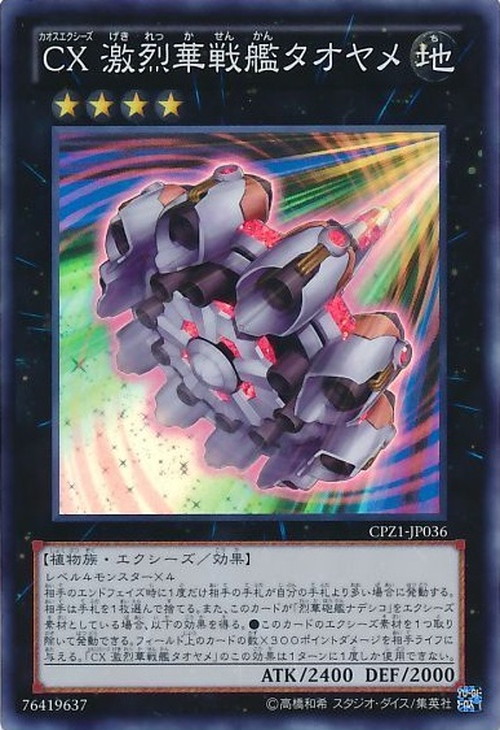 カオスエクシーズ げきれつかせんかん
CX 激烈華戦艦タオヤメ
ち
地
CPZ1-JP036
【植物族・エクシーズ/効果】
レベル4モンスター×4
相手のエンドフェイズ時に1度だけ相手の手札が自分の手札より多い場合に発動する。
相手は手札を1枚選んで捨てる。また、このカードが「烈華砲艦ナデシコ」をエクシーズ
素材としている場合、以下の効果を得る。●このカードのエクシーズ素材を1つ取り
除いて発動できる。フィールド上のカードの数×300ポイントダメージを相手ライフに
与える。「CX 激烈華戦艦タオヤメ」のこの効果は1ターンに1度しか使用できない。
ATK/2400 DEF/2000
76419637
©高橋和希 スタジオ・ダイス/集英社